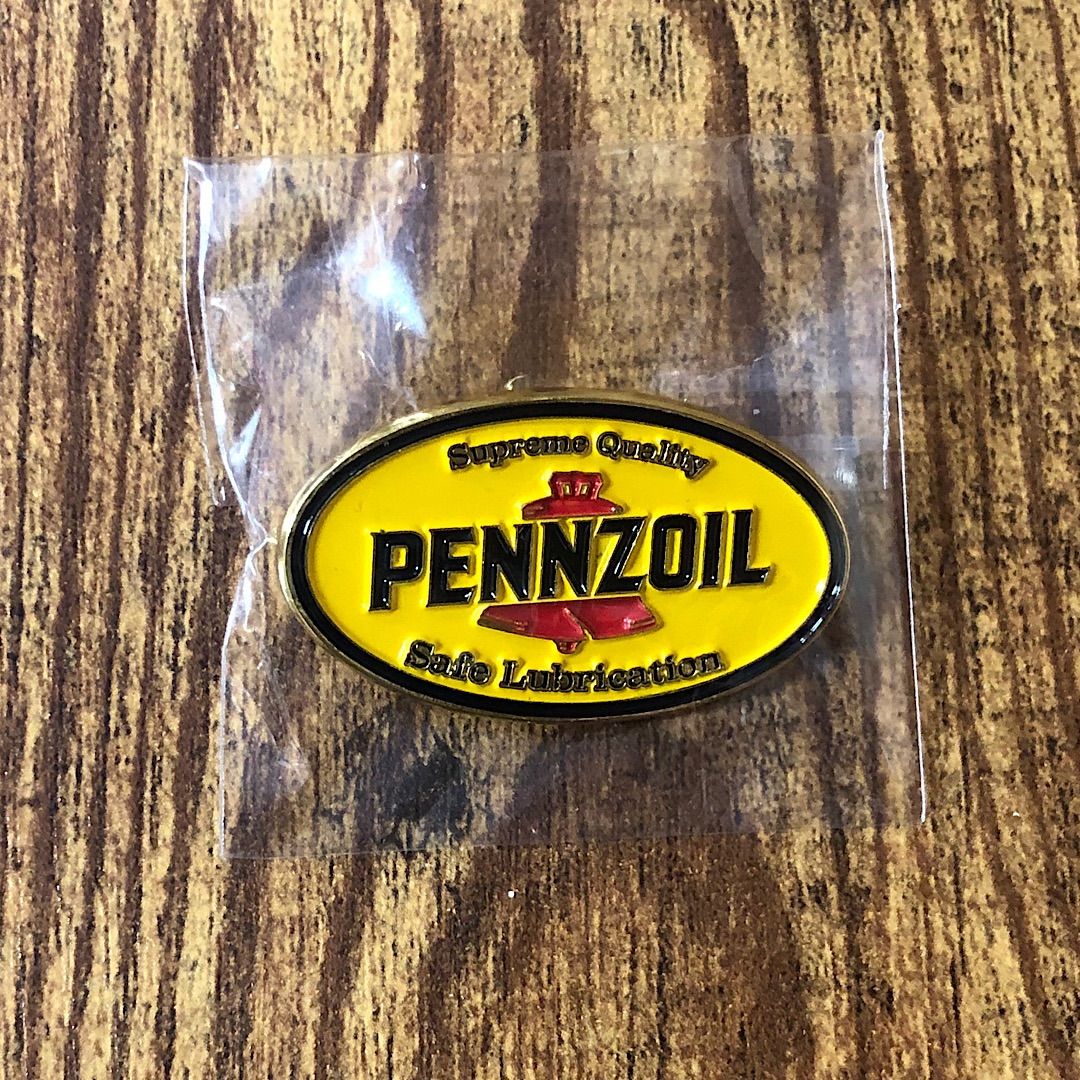 Supreme Quality
PENNZOIL
Safe Lubrication